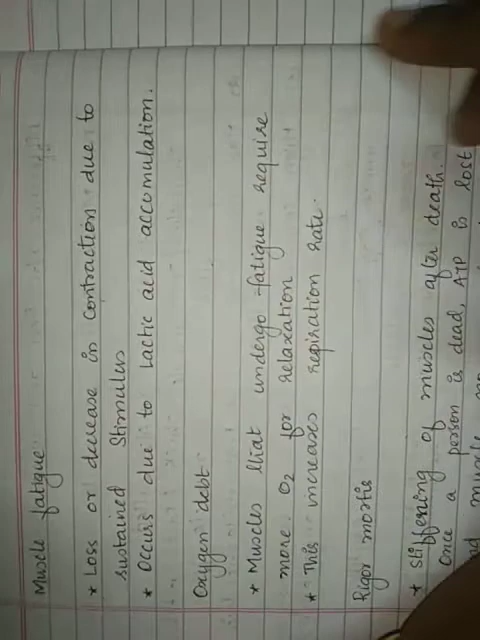 Muscle fatigue
* Loss or decrease in contraction due to
sustained Stimulus
* Occurs due to Lactic acid accomulation.
Oxygen debt
* Muscles that undergo fatigue require
more O2 for relaxation
* This increases respiration rate.
Rigor mortis
* Stiffening of muscles after death.
Once a person is dead, ATP is lost
muscle